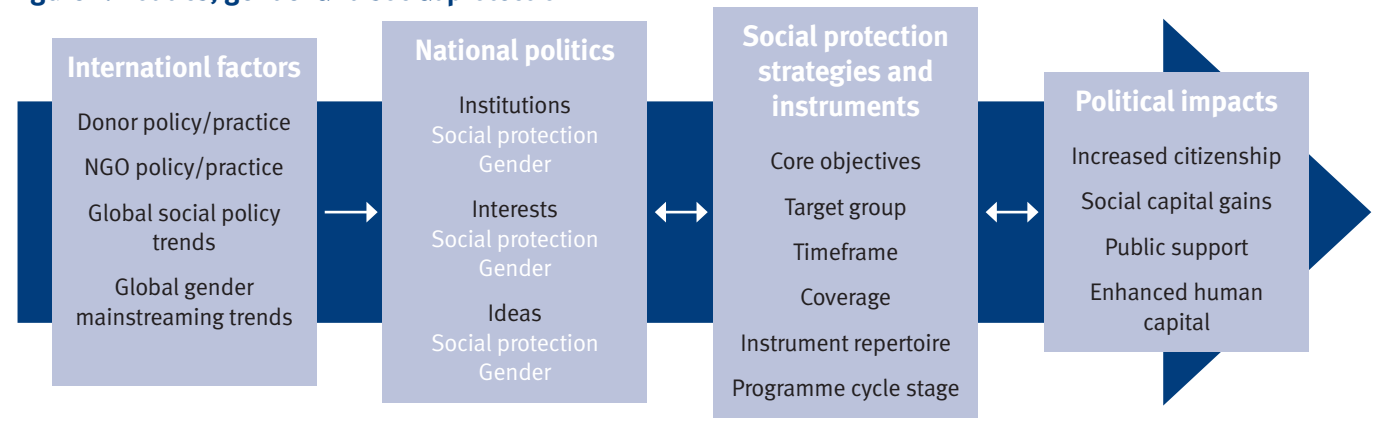 Internationl factors
Donor policy/practice
NGO policy/practice
Global social policy
trends
Global gender
mainstreaming trends
National politics
Institutions
Social protection
Gender
Interests
Social protection
Gender
Ideas
Social protection
Gender
Social protection
strategies and
instruments
Core objectives
Target group
Timeframe
Coverage
Instrument repertoire
Programme cycle stage
Political impacts
Increased citizenship
Social capital gains
Public support
Enhanced human
capital